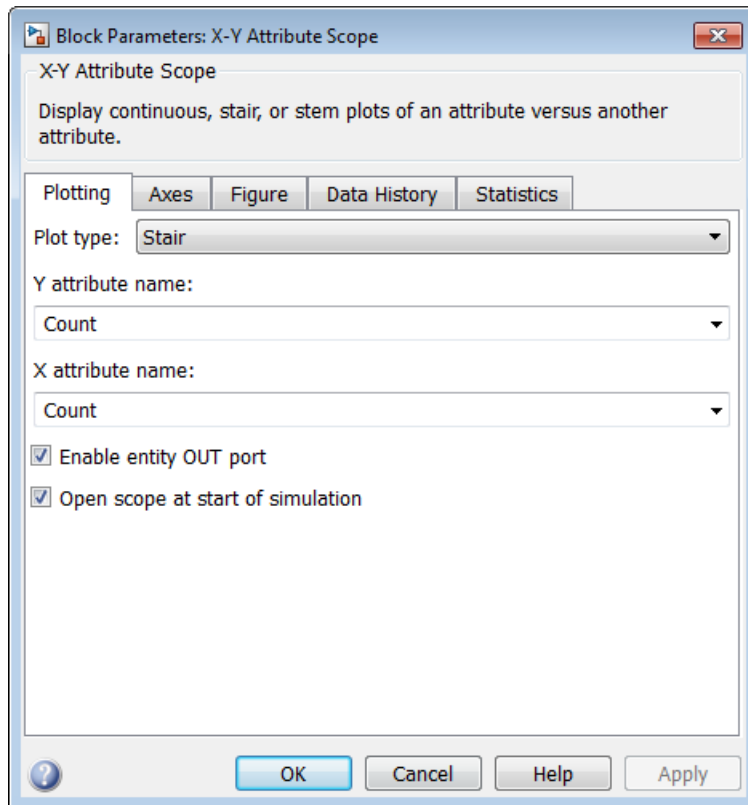 Block Parameters: X-Y Attribute Scope
X-Y Attribute Scope
Display continuous, stair, or stem plots of an attribute versus another
attribute.
Plotting Axes Figure Data History Statistics
Plot type: Stair
Y attribute name:
Count
X attribute name:
Count
Enable entity OUT port
Open scope at start of simulation
? OK Cancel Help Apply